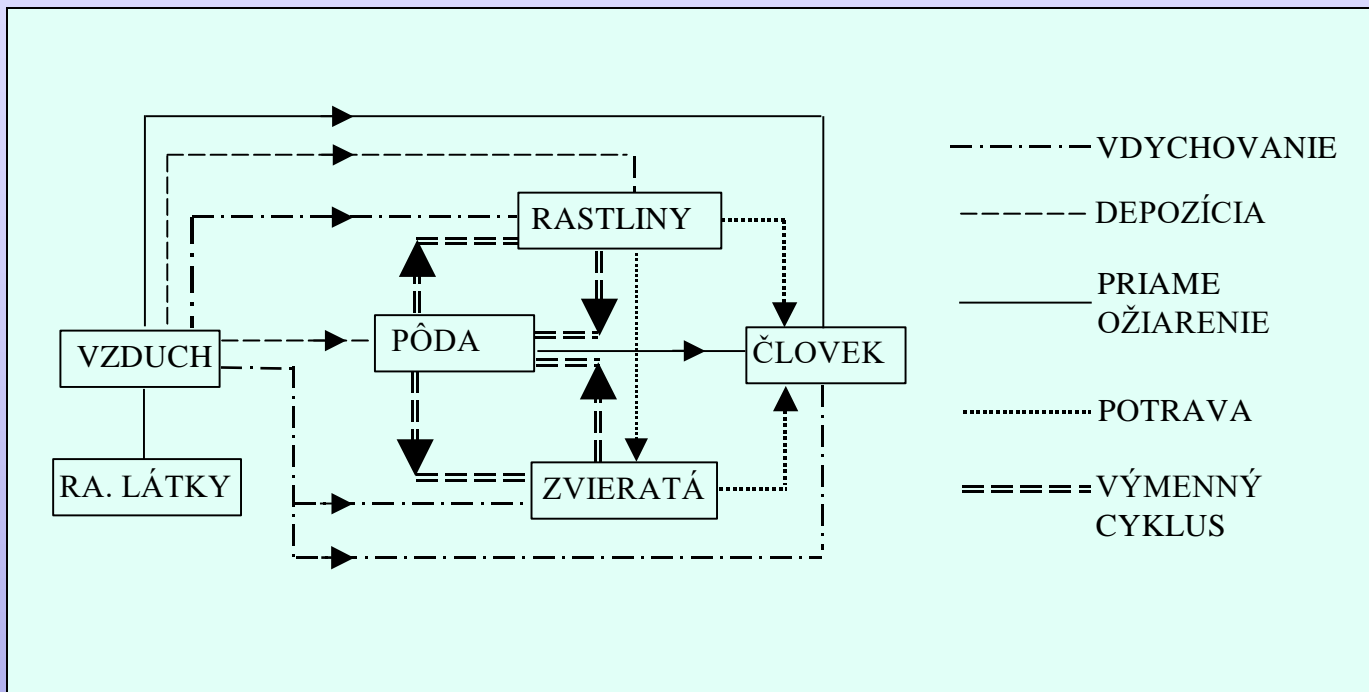 RASTLINY
PÔDA
VZDUCH
ČLOVEK
RA. LÁTKY
ZVIERATÁ
VDYCHOVANIE
DEPOZÍCIA
PRIAME
OŽIARENIE
POTRAVA
VÝMENNÝ
CYKLUS